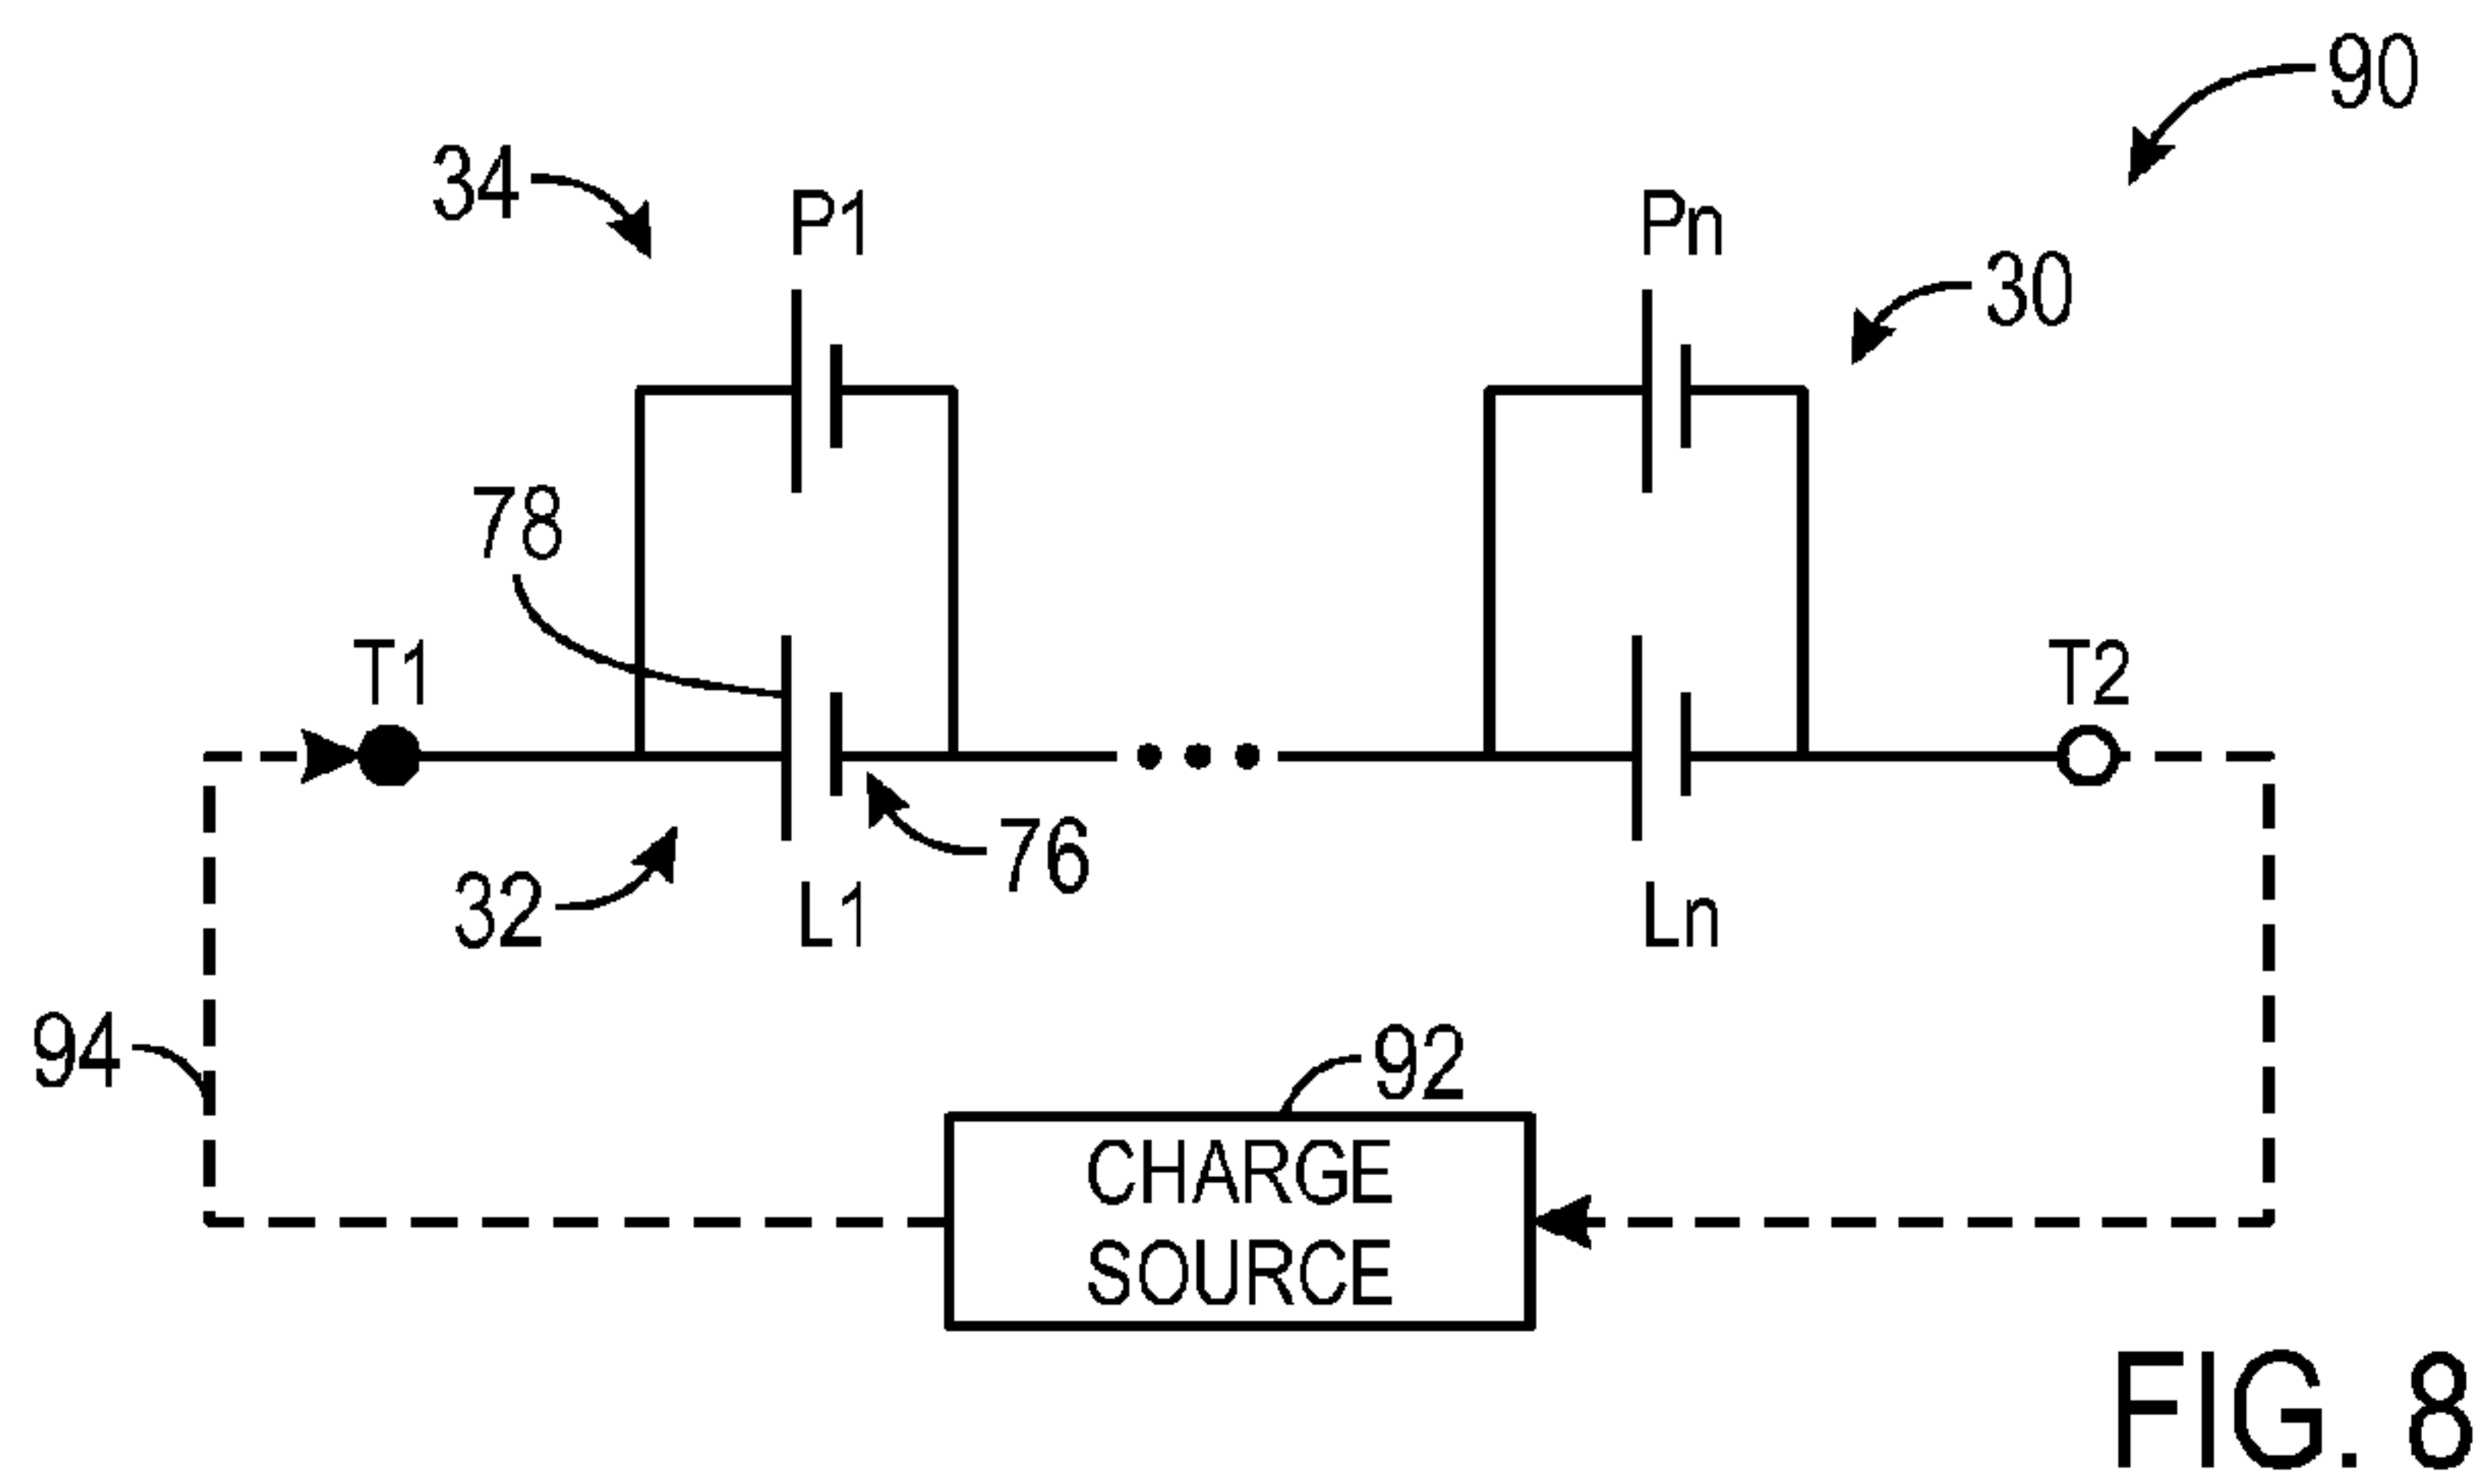 90
34
P1
Pn
30
78
T1
T2
76
32
L1
Ln
94
92
CHARGE
SOURCE
FIG. 8